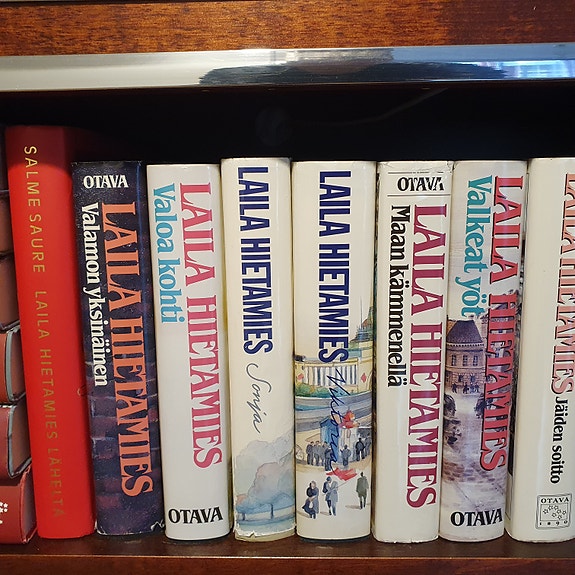 SALME SAURE LAILA HIETAMIES LÄHELTÄ
OTAVA
LAILA HIETAMIES
Valamon yksinäinen
LAILA HIETAMIES
Valoa kohti
OTAVA
LAILA HIETAMIES
Sonja
LAILA HIETAMIES
OTAVA
LAILA HIETAMIES
Maan kämmenellä
LAILA HIETAMIES
Valkeat yöt
OTAVA
LAILA HIETAMIES
Jäiden soitto
OTAVA
1890